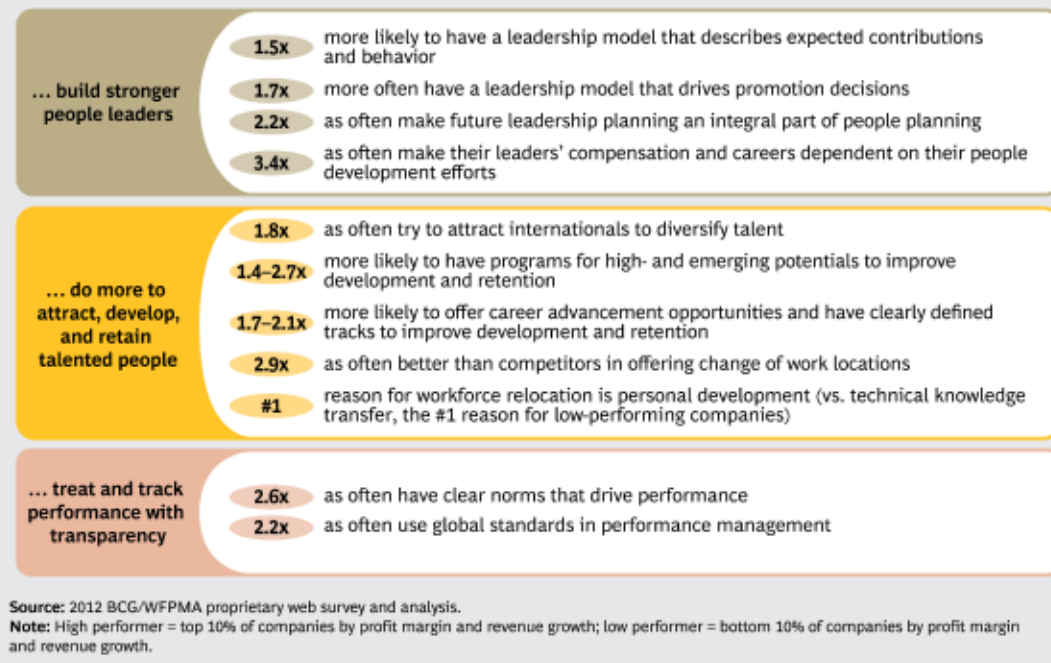 ... build stronger
people leaders
1.5x more likely to have a leadership model that describes expected contributions
and behavior
1.7x more often have a leadership model that drives promotion decisions
2.2x as often make future leadership planning an integral part of people planning
3.4x as often make their leaders’ compensation and careers dependent on their people
development efforts
... do more to
attract, develop,
and retain
talented people
1.8x as often try to attract internationals to diversify talent
1.4–2.7x more likely to have programs for high- and emerging potentials to improve
development and retention
1.7–2.1x more likely to offer career advancement opportunities and have clearly defined
tracks to improve development and retention
2.9x as often better than competitors in offering change of work locations
#1 reason for workforce relocation is personal development (vs. technical knowledge
transfer, the #1 reason for low-performing companies)
... treat and track
performance with
transparency
2.6x as often have clear norms that drive performance
2.2x as often use global standards in performance management
Source: 2012 BCG/WFPMA proprietary web survey and analysis.
Note: High performer = top 10% of companies by profit margin and revenue growth; low performer = bottom 10% of companies by profit margin
and revenue growth.